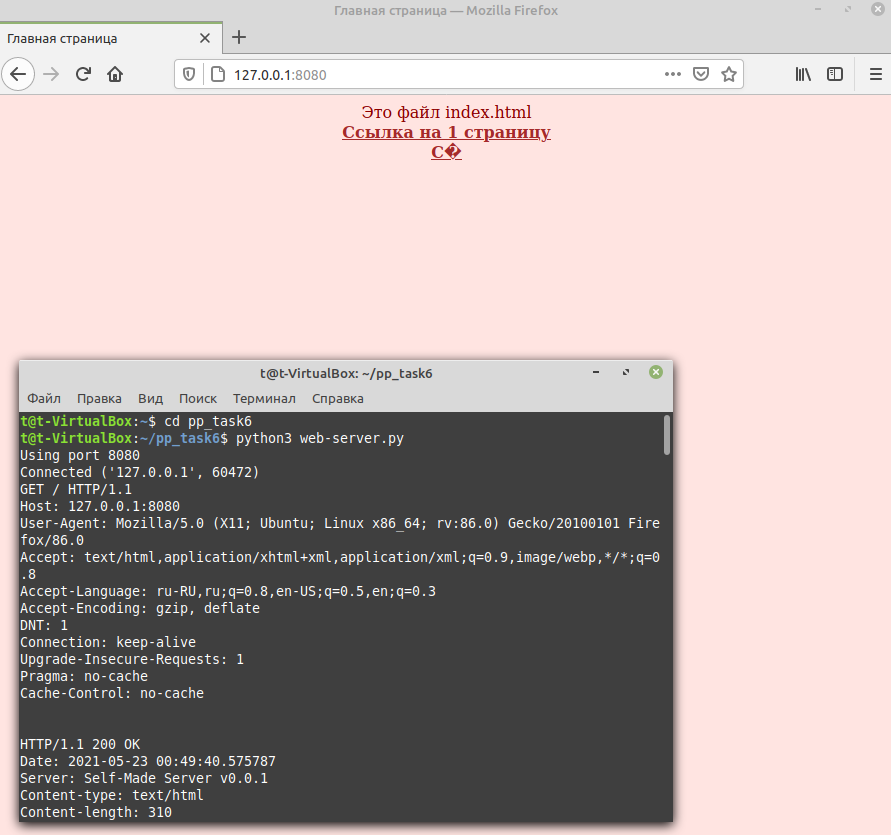 Главная страница — Mozilla Firefox
Главная страница
127.0.0.1:8080
Это файл index.html
Ссылка на 1 страницу
С�
t@t-VirtualBox: ~/pp_task6
Файл Правка Вид Поиск Терминал Справка
t@t-VirtualBox:~$ cd pp_task6
t@t-VirtualBox:~/pp_task6$ python3 web-server.py
Using port 8080
Connected ('127.0.0.1', 60472)
GET / HTTP/1.1
Host: 127.0.0.1:8080
User-Agent: Mozilla/5.0 (X11; Ubuntu; Linux x86_64; rv:86.0) Gecko/20100101 Fire
fox/86.0
Accept: text/html,application/xhtml+xml,application/xml;q=0.9,image/webp,*/*;q=0
.8
Accept-Language: ru-RU,ru;q=0.8,en-US;q=0.5,en;q=0.3
Accept-Encoding: gzip, deflate
DNT: 1
Connection: keep-alive
Upgrade-Insecure-Requests: 1
Pragma: no-cache
Cache-Control: no-cache
HTTP/1.1 200 OK
Date: 2021-05-23 00:49:40.575787
Server: Self-Made Server v0.0.1
Content-type: text/html
Content-length: 310